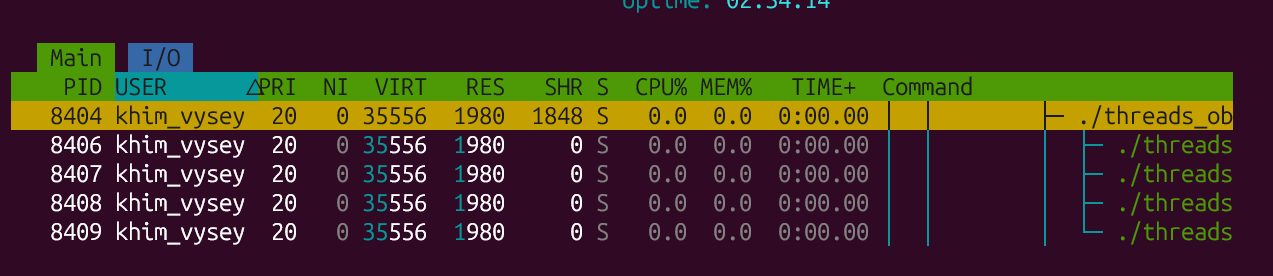 Uptime: 02:34:14
Main I/O
PID USER △PRI NI VIRT RES SHR S CPU% MEM% TIME+ Command
8404 khim_vysey 20 0 35556 1980 1848 S 0.0 0.0 0:00.00 │ │ ├─ ./threads_ob
8406 khim_vysey 20 0 35556 1980 0 S 0.0 0.0 0:00.00 │ │ │ ├─ ./threads
8407 khim_vysey 20 0 35556 1980 0 S 0.0 0.0 0:00.00 │ │ │ ├─ ./threads
8408 khim_vysey 20 0 35556 1980 0 S 0.0 0.0 0:00.00 │ │ │ ├─ ./threads
8409 khim_vysey 20 0 35556 1980 0 S 0.0 0.0 0:00.00 │ │ │ └─ ./threads